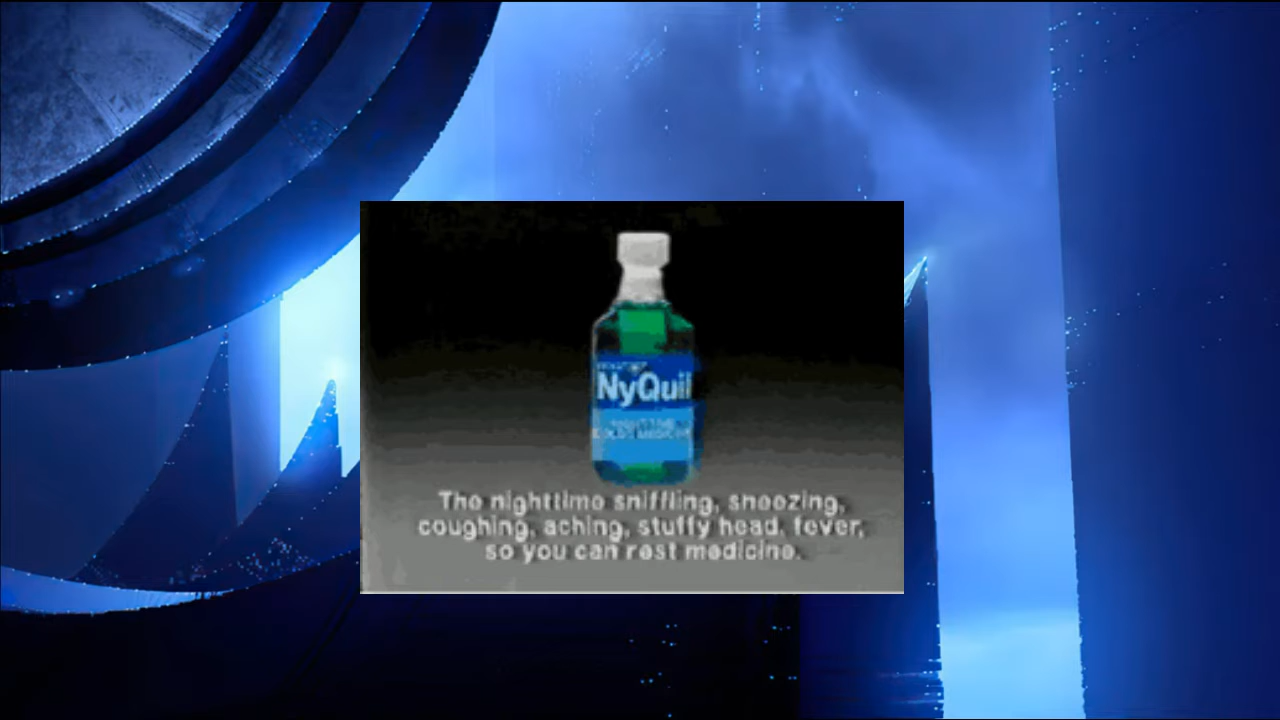 NyQuil
The nighttime sniffling, sneezing,
coughing, aching, stuffy head, fever,
so you can rest medicine.